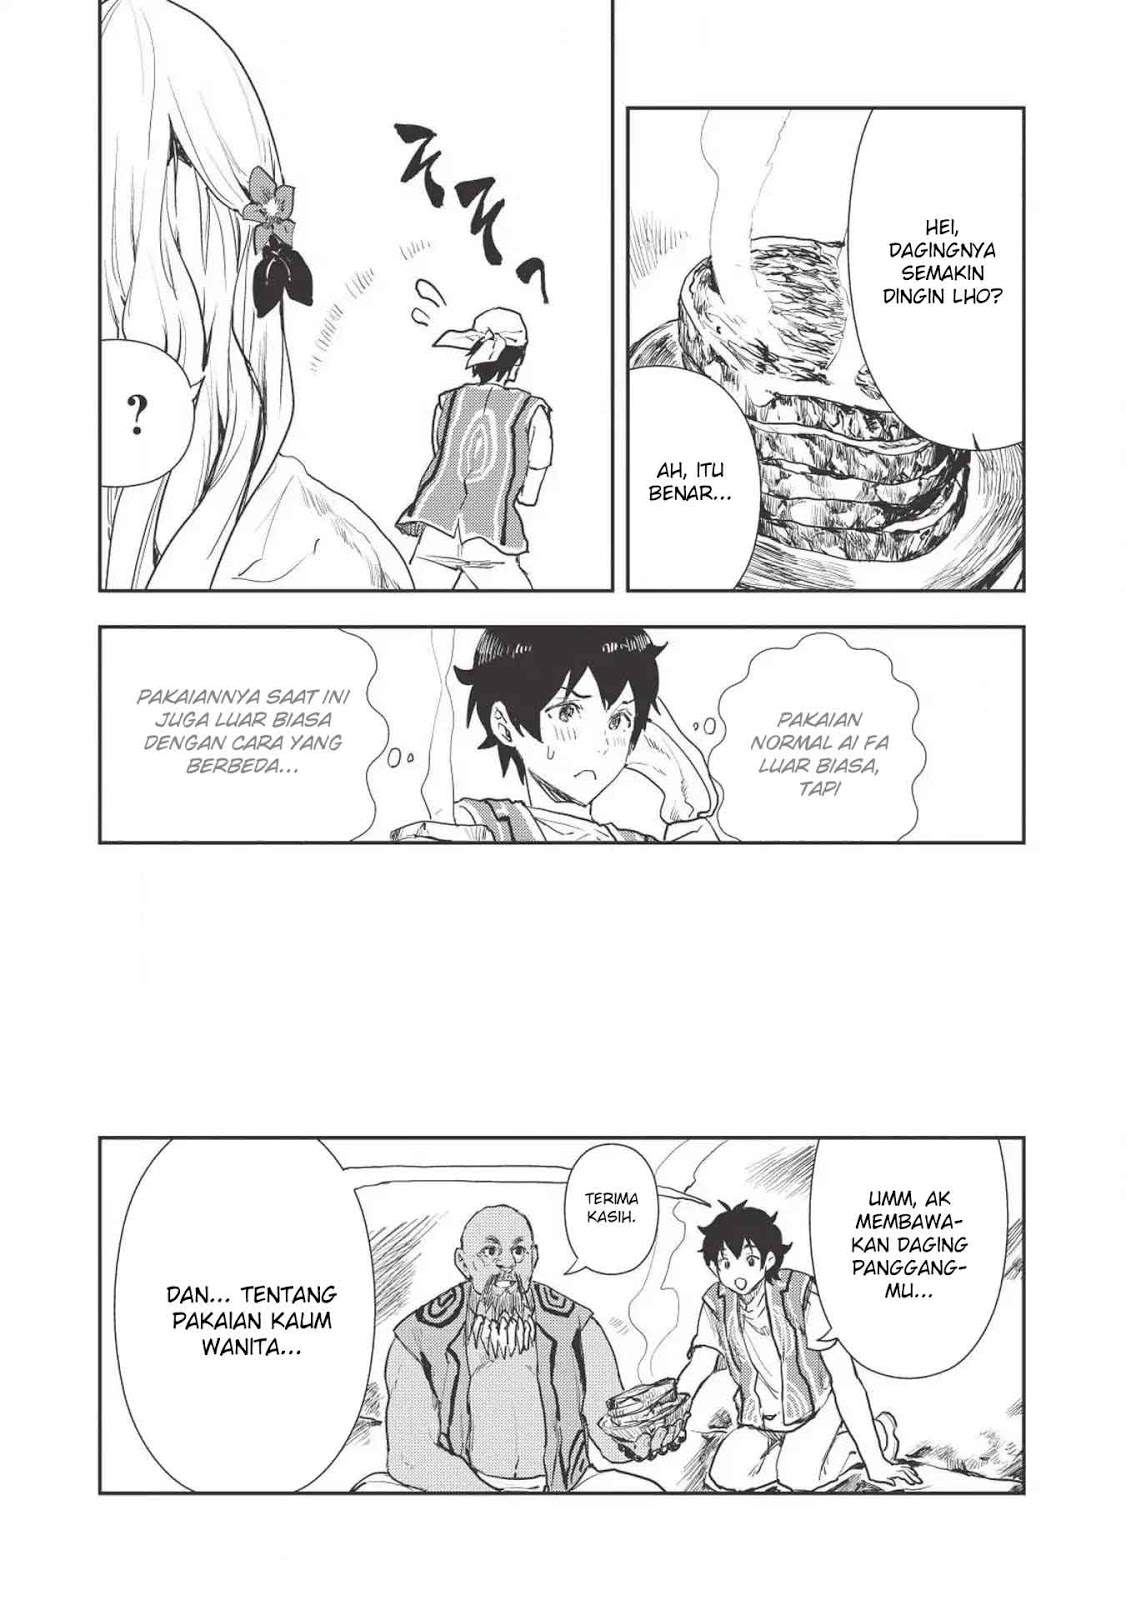 HEI,
DAGINGNYA
SEMAKIN
DINGIN LHO?
AH, ITU
BENAR...
そそそっ
?
PAKAIAN
NORMAL AI FA
LUAR BIASA,
TAPI
PAKAIANNYA SAAT INI
JUGA LUAR BIASA
DENGAN CARA YANG
BERBEDA...
UMM, AK
MEMBAWA-
KAN DAGING
PANGGANG-
MU...
TERIMA
KASIH.
DAN... TENTANG
PAKAIAN KAUM
WANITA...